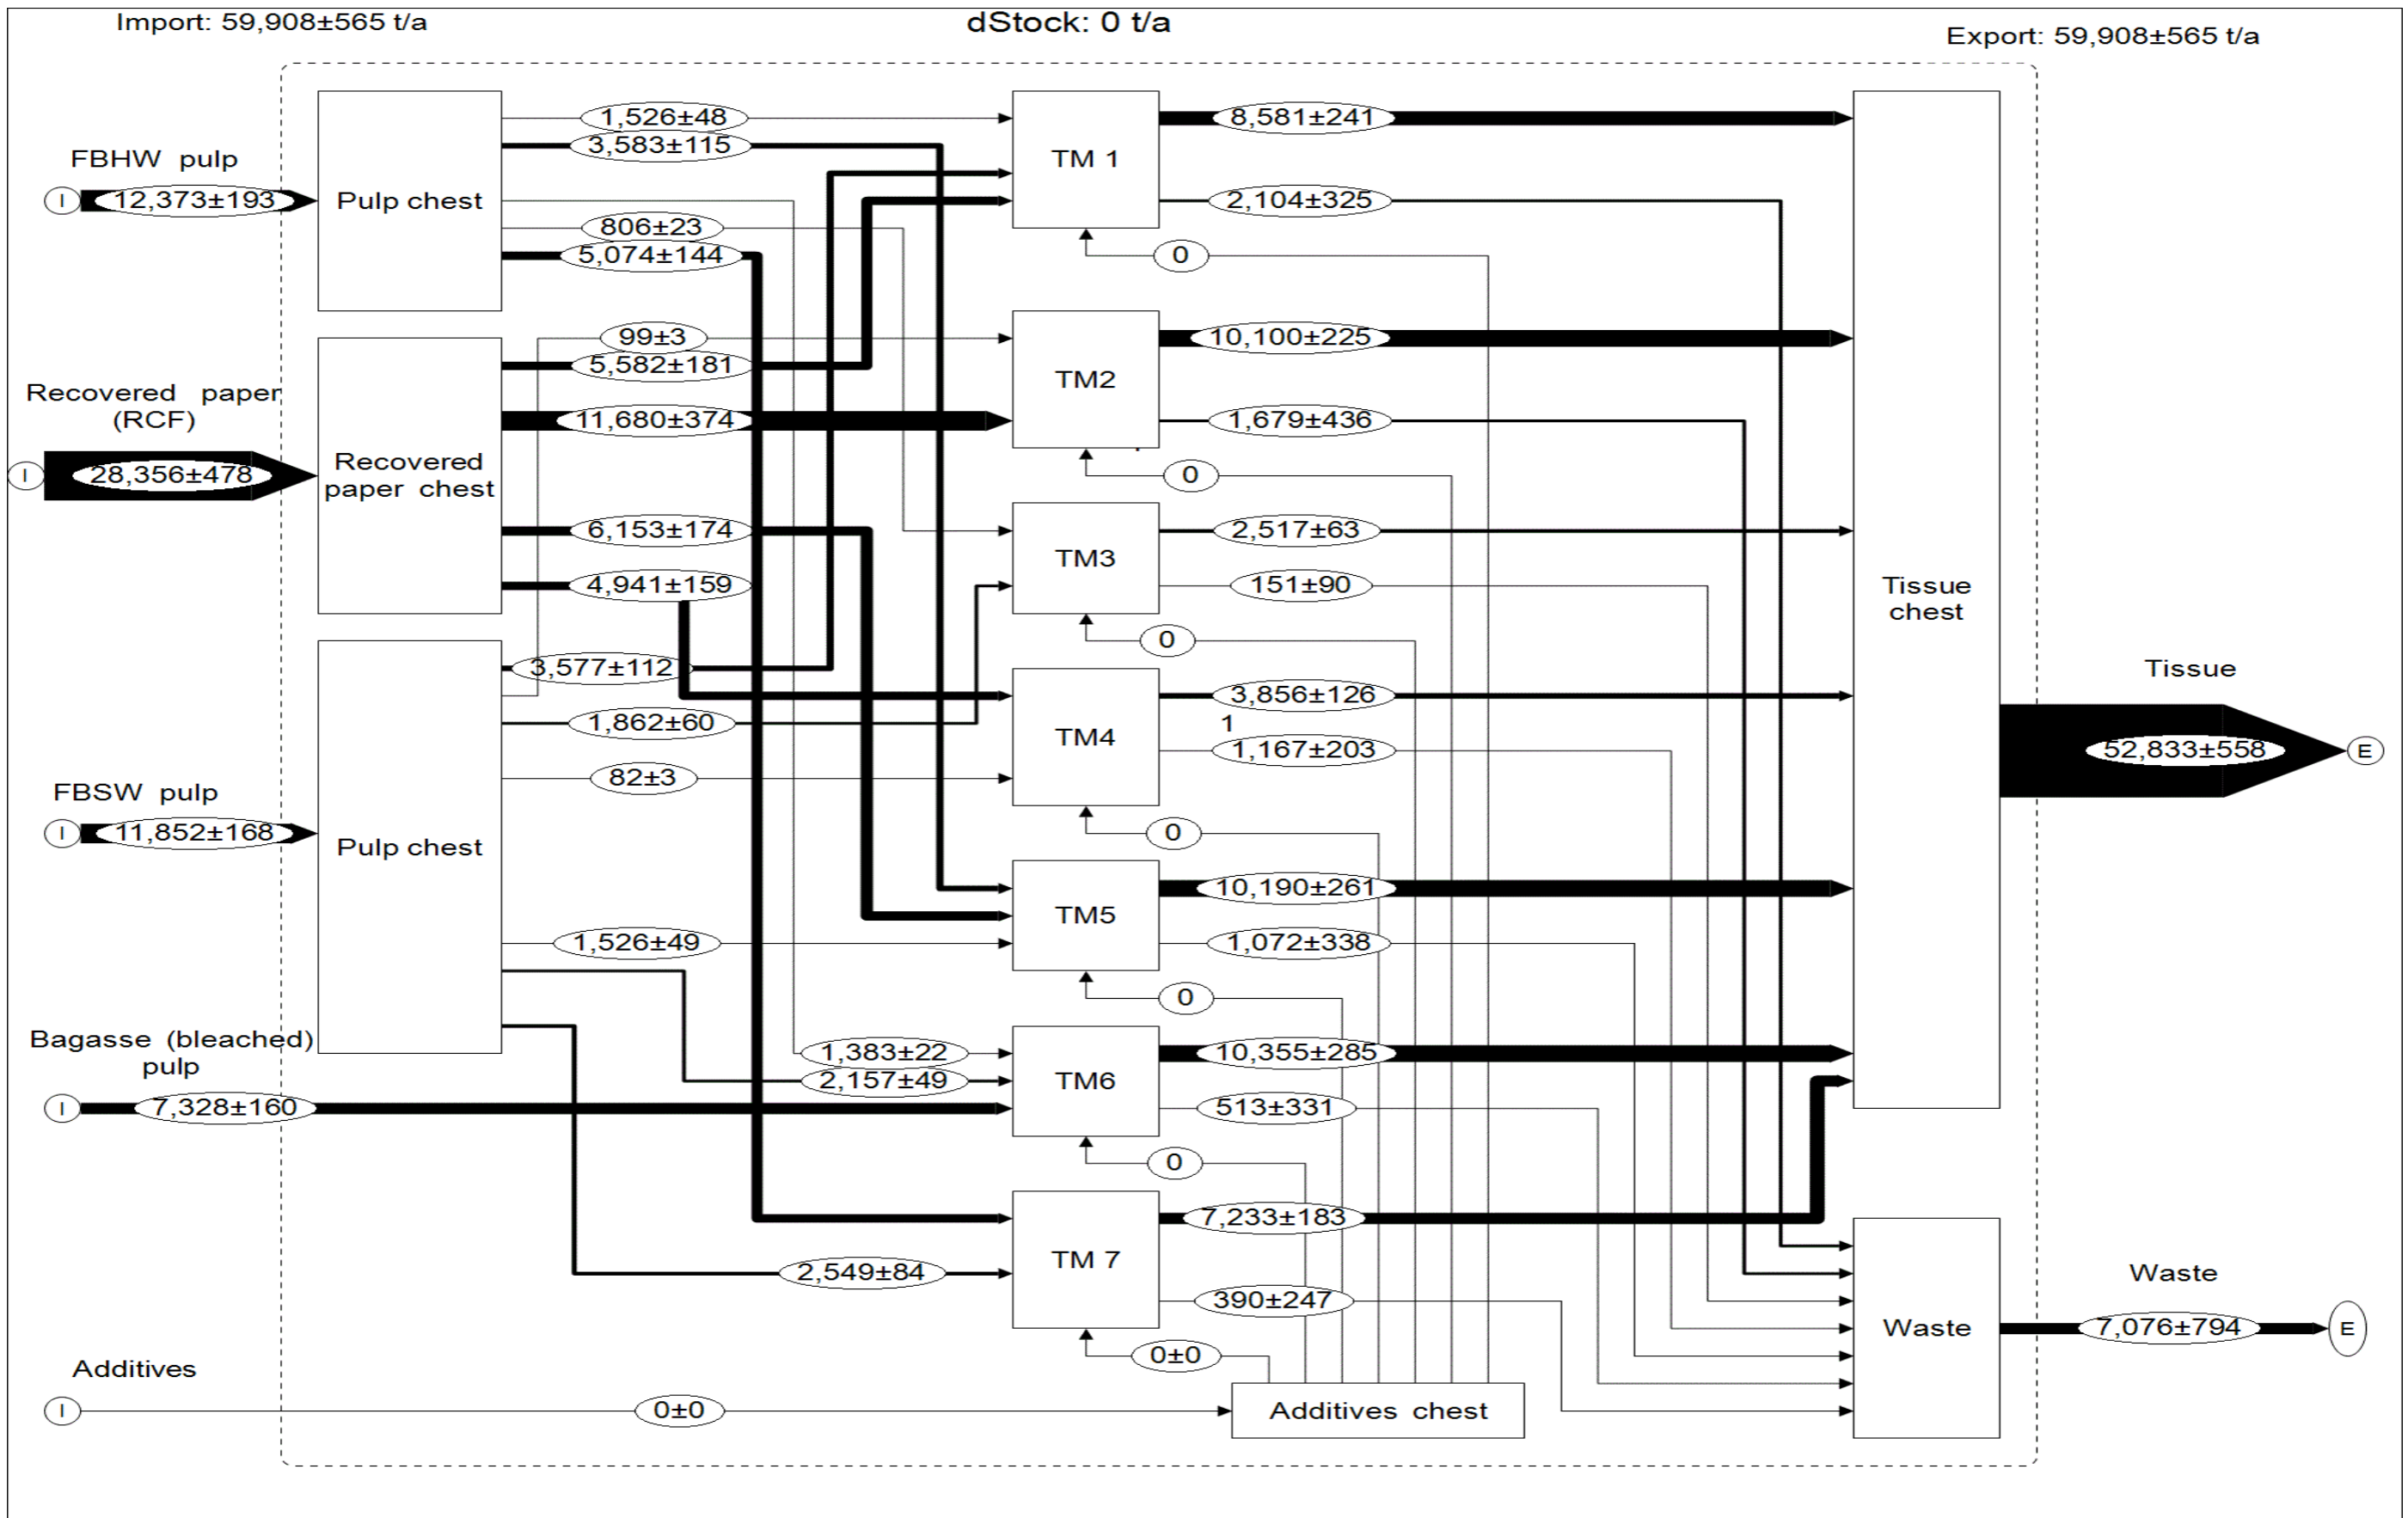 Import: 59,908±565 t/a
dStock: 0 t/a
Export: 59,908±565 t/a
FBHW pulp
I
12,373±193
Pulp chest
1,526±48
3,583±115
806±23
5,074±144
Recovered paper
(RCF)
I
28,356±478
Recovered
paper chest
99±3
5,582±181
11,680±374
6,153±174
4,941±159
FBSW pulp
I
11,852±168
Pulp chest
3,577±112
1,862±60
82±3
1,526±49
Bagasse (bleached)
pulp
I
7,328±160
1,383±22
2,157±49
2,549±84
Additives
I
0±0
TM 1
8,581±241
2,104±325
0
TM2
10,100±225
1,679±436
0
TM3
2,517±63
151±90
0
TM4
3,856±126
1
1,167±203
0
TM5
10,190±261
1,072±338
0
TM6
10,355±285
513±331
0
TM 7
7,233±183
390±247
0±0
Additives chest
Tissue
chest
Tissue
52,833±558
E
Waste
Waste
7,076±794
E